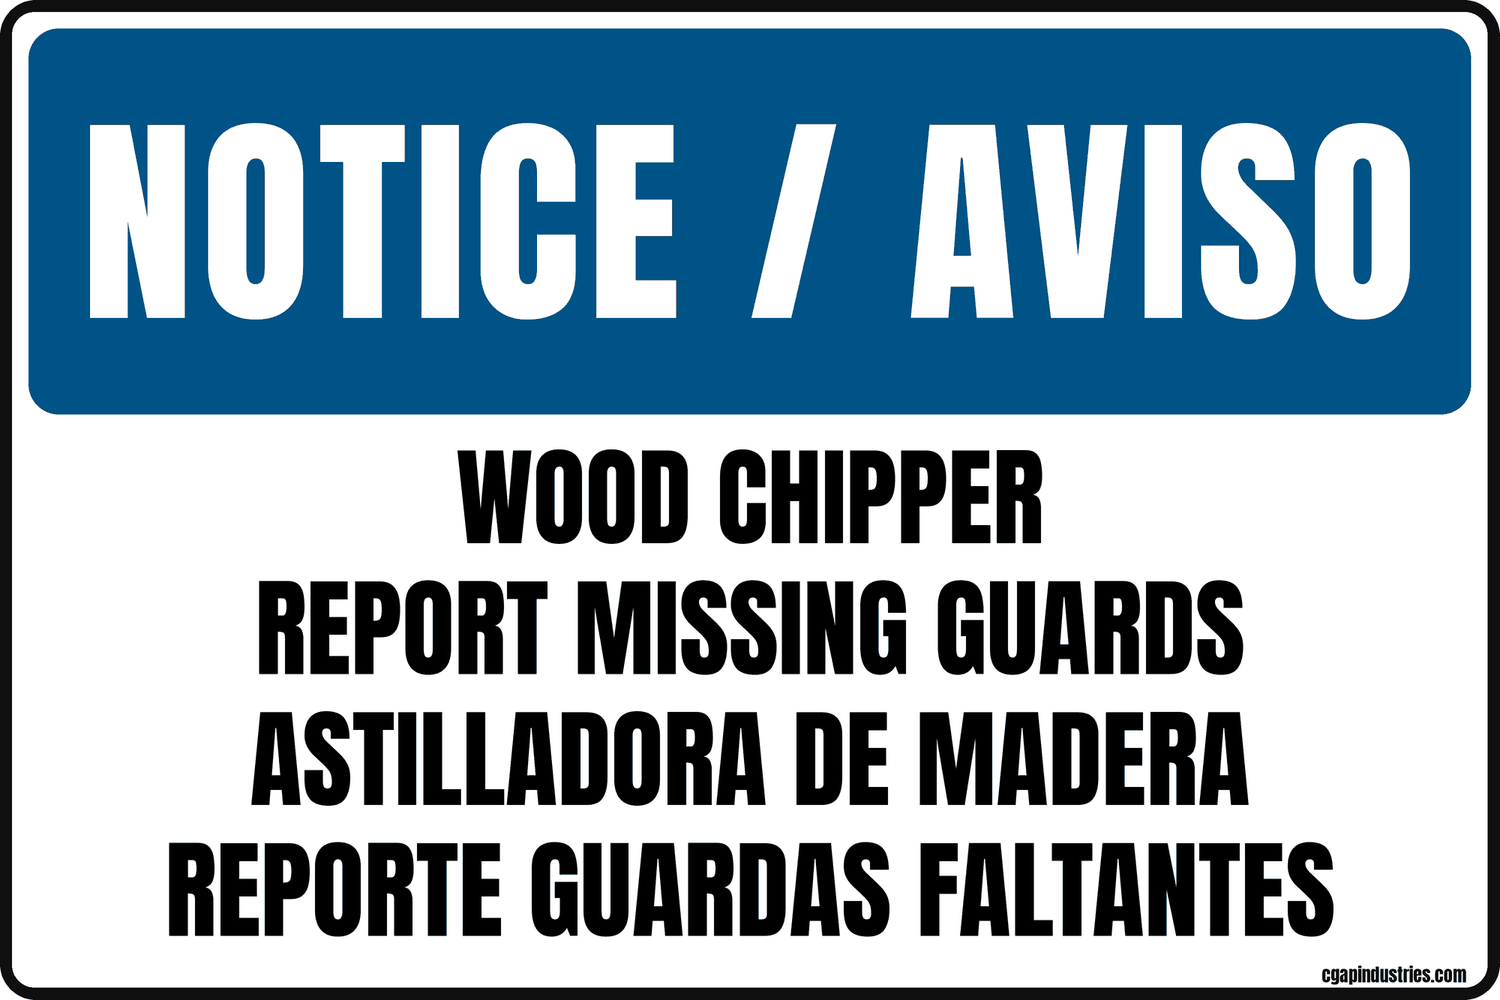 NOTICE / AVISO
WOOD CHIPPER
REPORT MISSING GUARDS
ASTILLADORA DE MADERA
REPORTE GUARDAS FALTANTES
cgapindustries.com